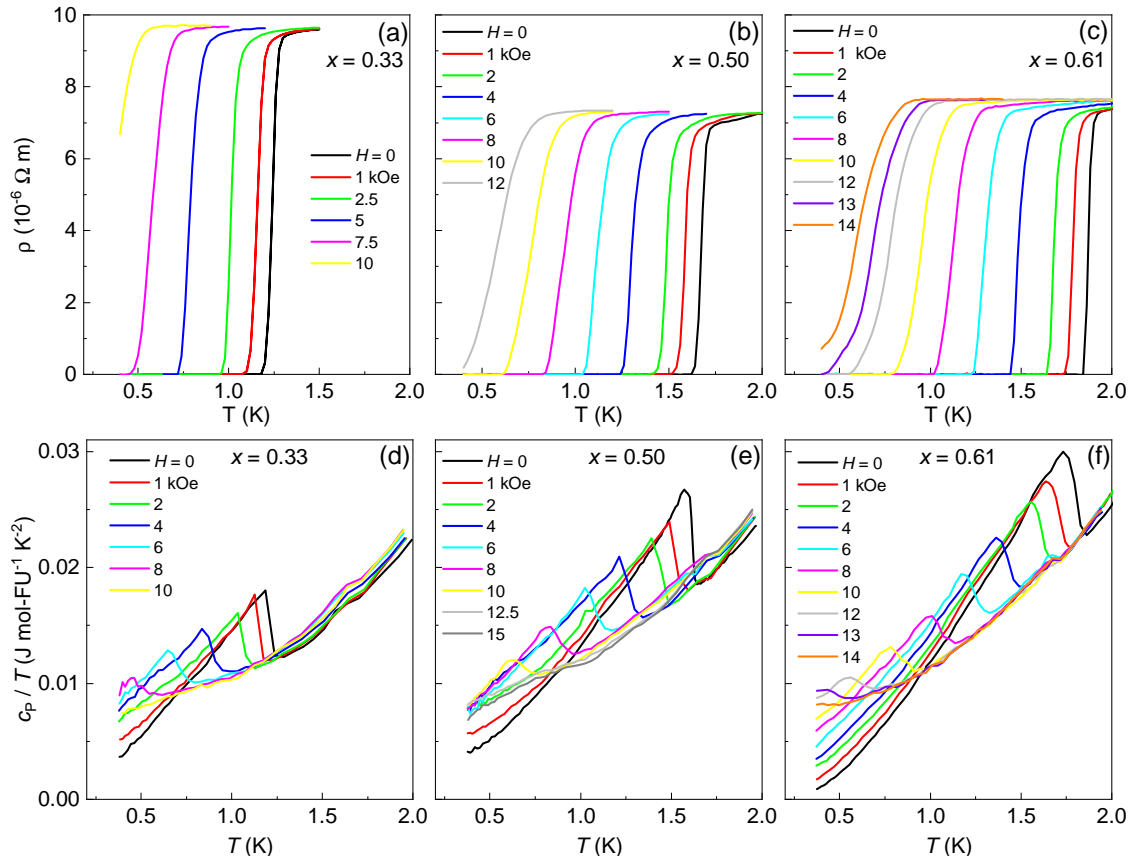 (a)
x = 0.33
H = 0
1 kOe
2.5
5
7.5
10
ρ (10⁻⁶ Ω m)
10
8
6
4
2
0
0.5
1.0
1.5
2.0
T (K)
(b)
x = 0.50
H = 0
1 kOe
2
4
6
8
10
12
0.5
1.0
1.5
2.0
T (K)
(c)
x = 0.61
H = 0
1 kOe
2
4
6
8
10
12
13
14
0.5
1.0
1.5
2.0
T (K)
(d)
x = 0.33
H = 0
1 kOe
2
4
6
8
10
cP / T (J mol-FU⁻¹ K⁻²)
0.03
0.02
0.01
0.00
0.5
1.0
1.5
2.0
T (K)
(e)
x = 0.50
H = 0
1 kOe
2
4
6
8
10
12.5
15
0.5
1.0
1.5
2.0
T (K)
(f)
x = 0.61
H = 0
1 kOe
2
4
6
8
10
12
13
14
0.5
1.0
1.5
2.0
T (K)